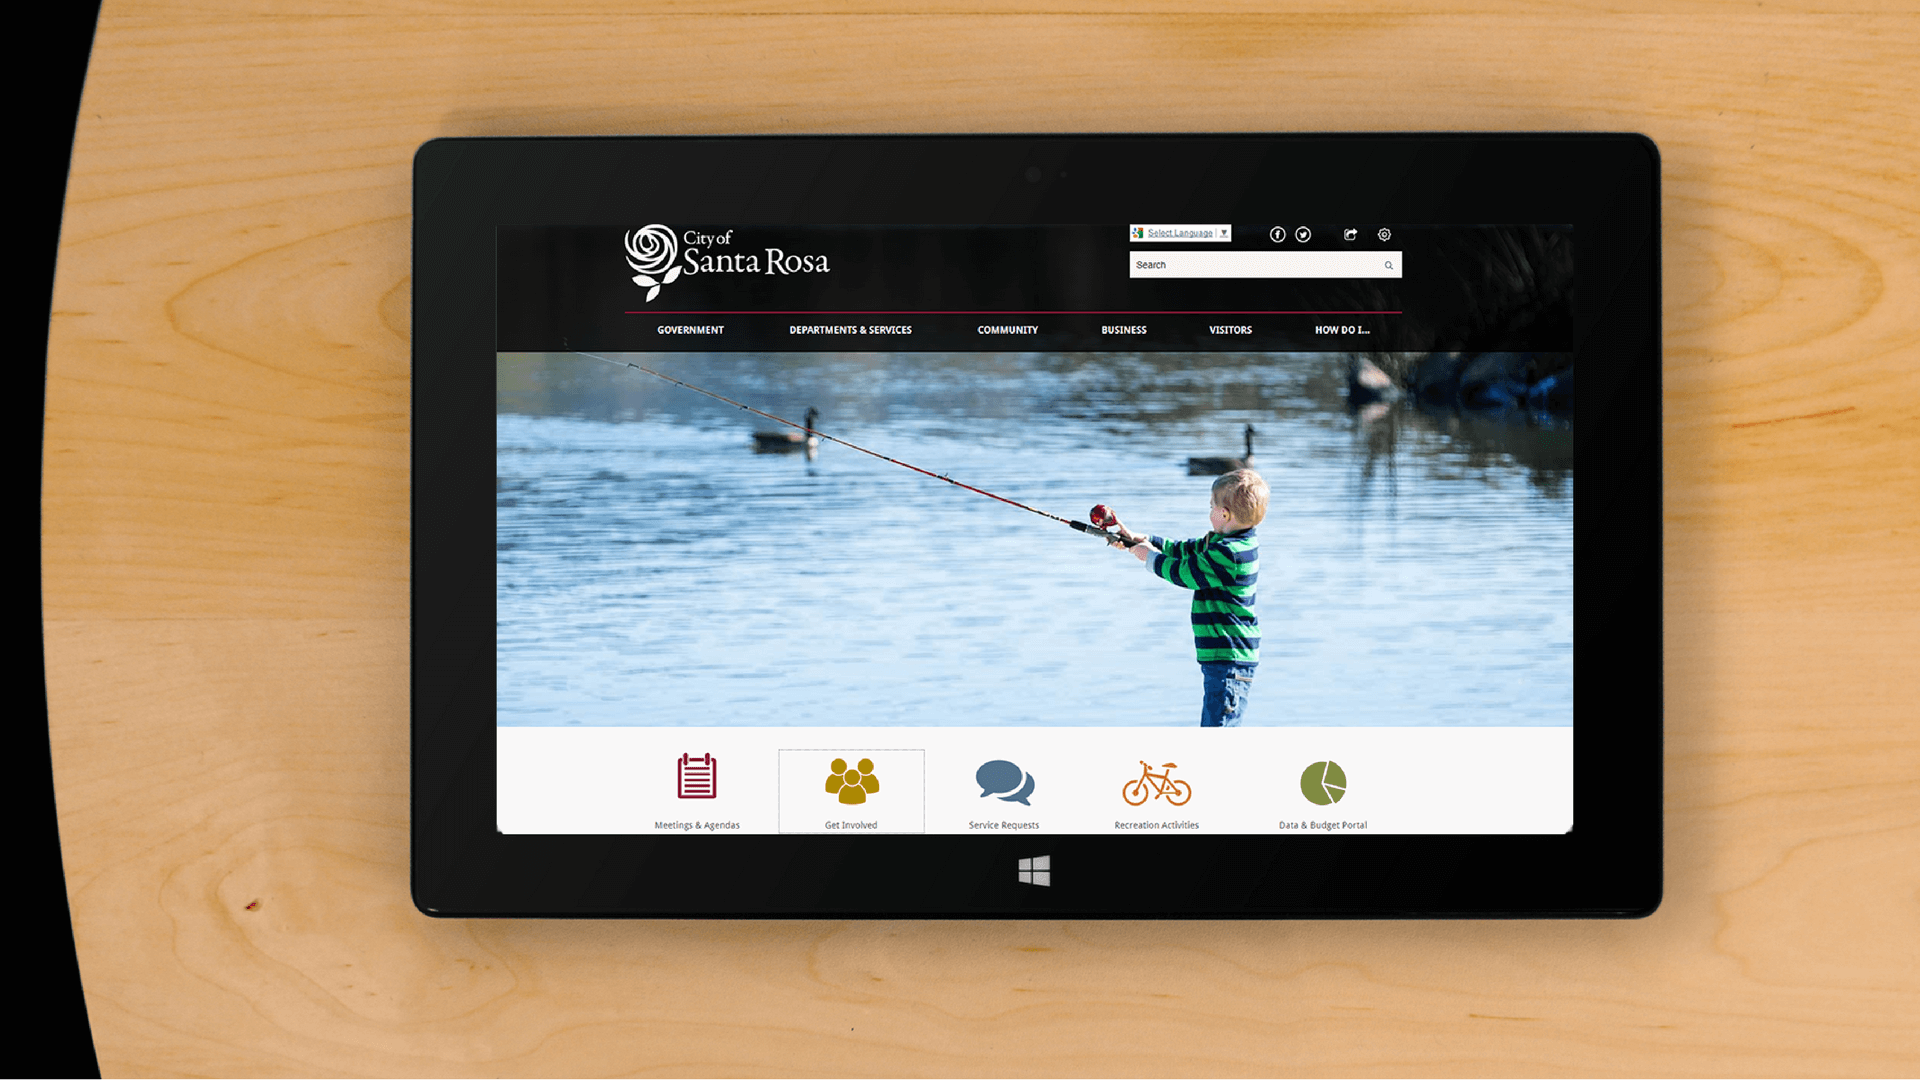 City of
Santa Rosa
Select Language
Search
GOVERNMENT DEPARTMENTS & SERVICES COMMUNITY BUSINESS VISITORS HOW DO I...
Meetings & Agendas Get Involved Service Requests Recreation Activities Data & Budget Portal